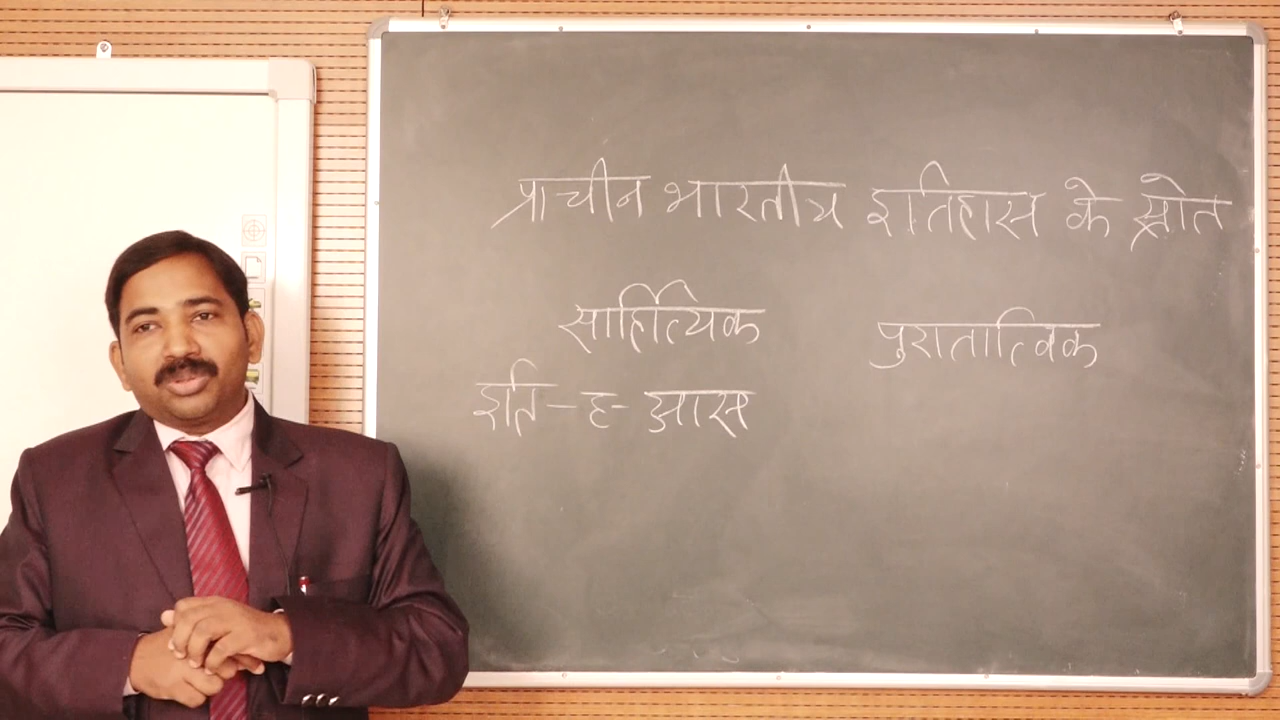 प्राचीन भारतीय इतिहास के स्रोत
साहित्यिक पुरातात्विक
इति-ह-आस